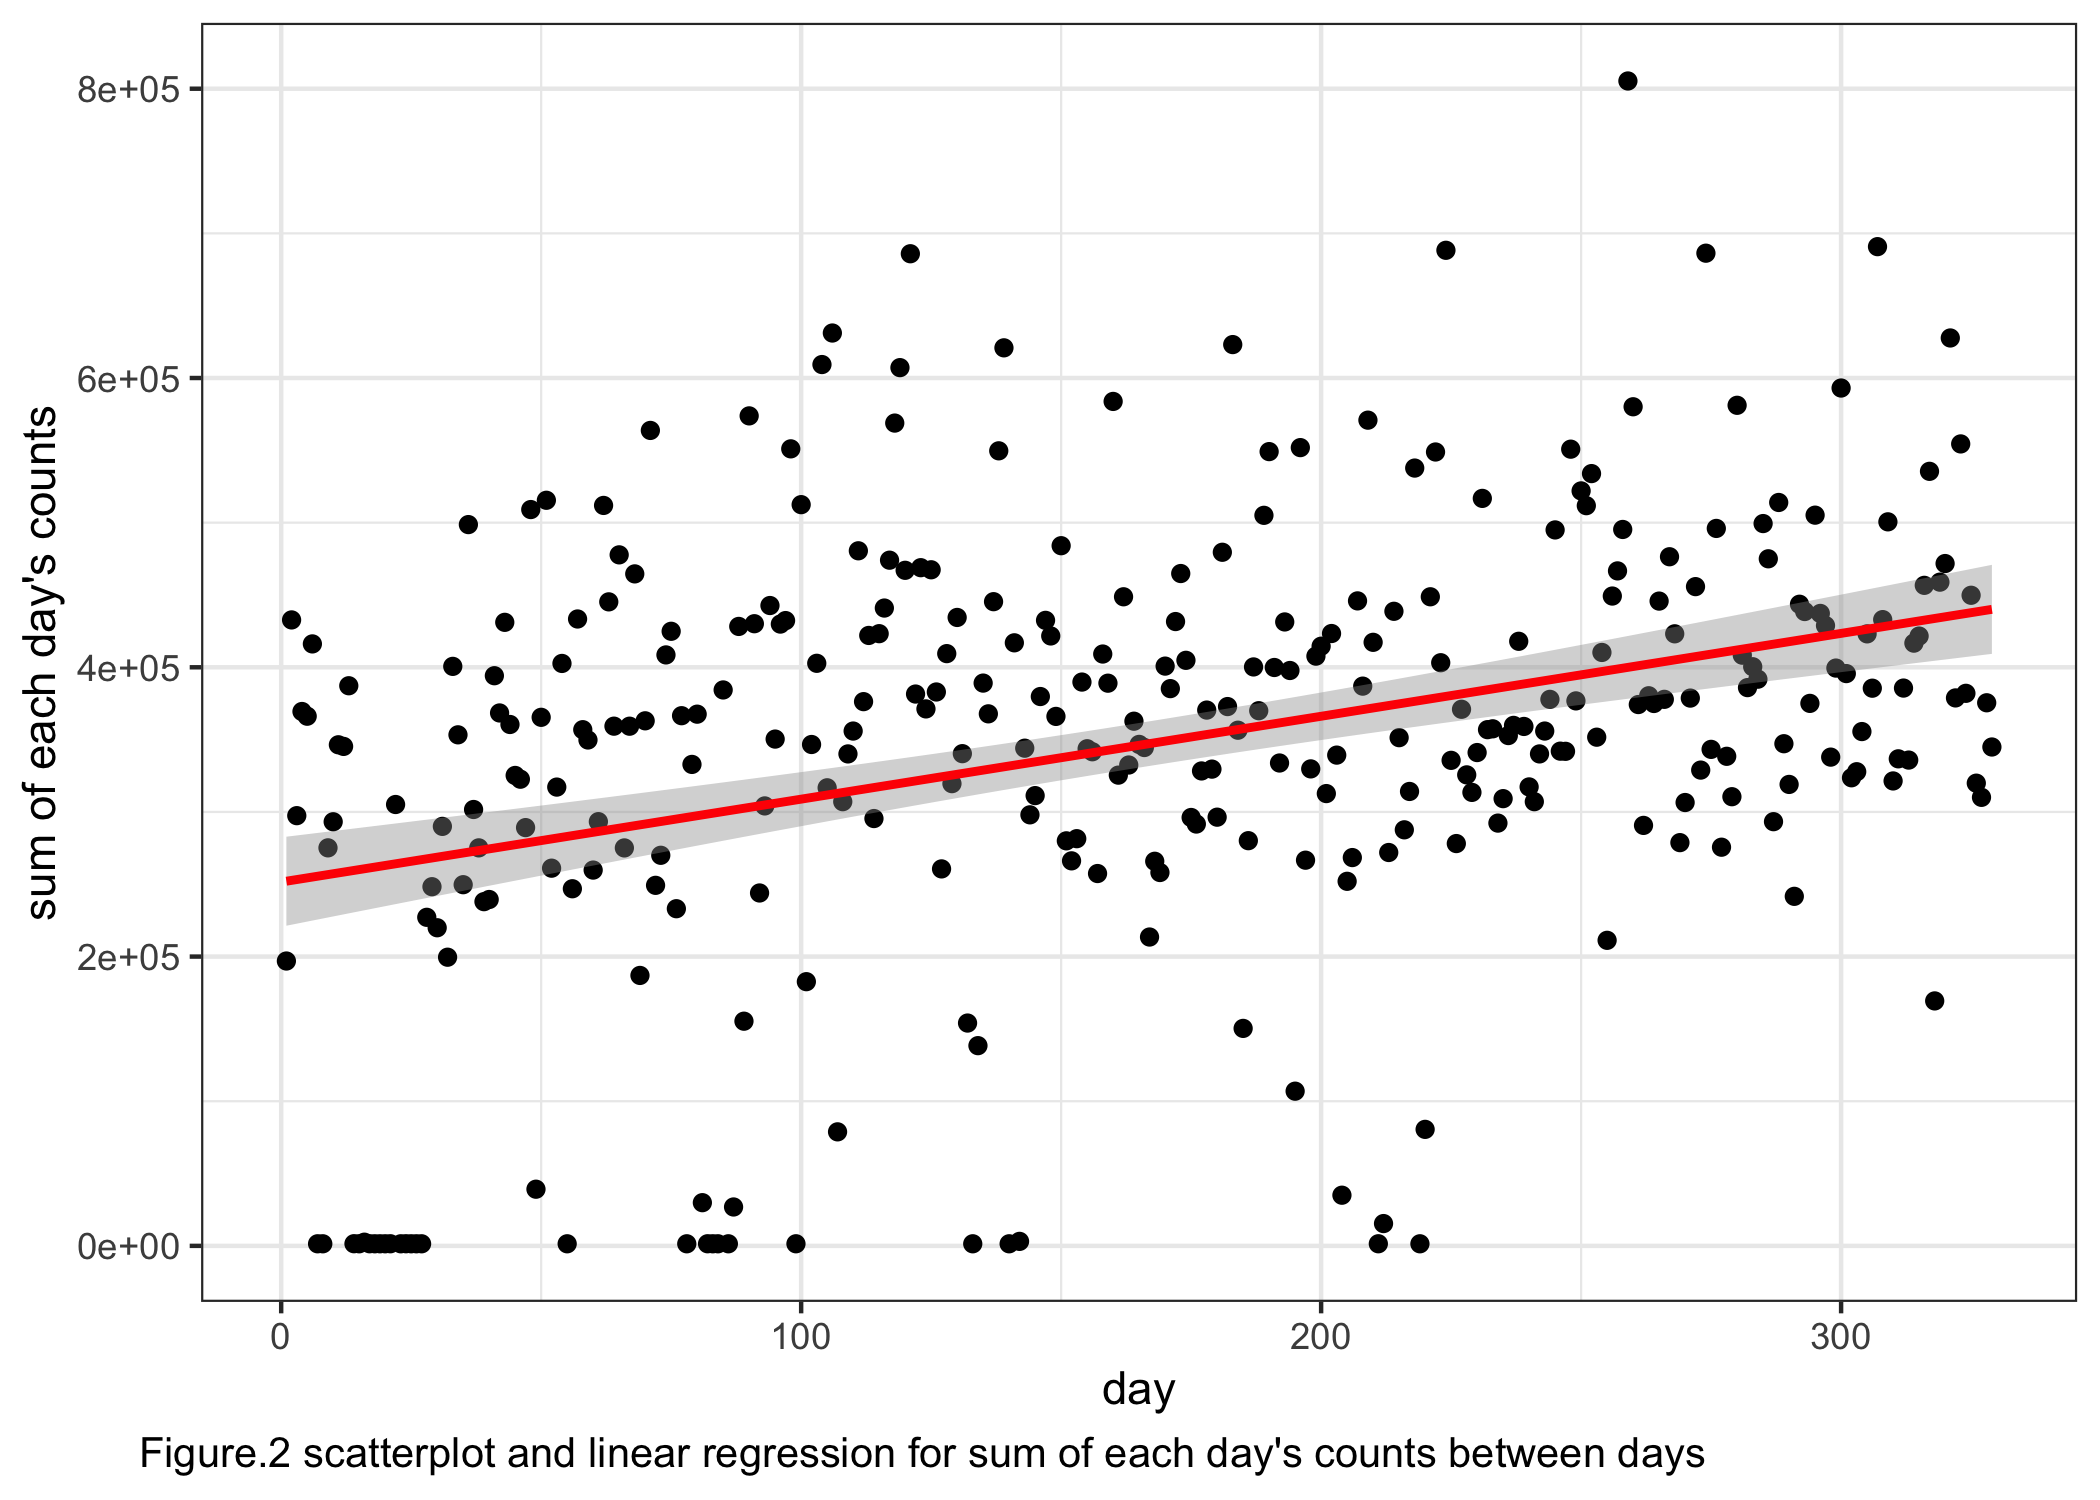 sum of each day's counts
8e+05
6e+05
4e+05
2e+05
0e+00
0 100 200 300
day
Figure.2 scatterplot and linear regression for sum of each day's counts between days